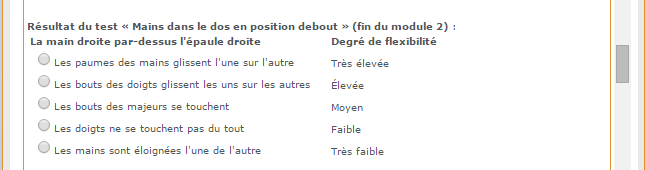 Résultat du test « Mains dans le dos en position debout » (fin du module 2) :
La main droite par-dessus l'épaule droite Degré de flexibilité
Les paumes des mains glissent l'une sur l'autre Très élevée
Les bouts des doigts glissent les uns sur les autres Élevée
Les bouts des majeurs se touchent Moyen
Les doigts ne se touchent pas du tout Faible
Les mains sont éloignées l'une de l'autre Très faible